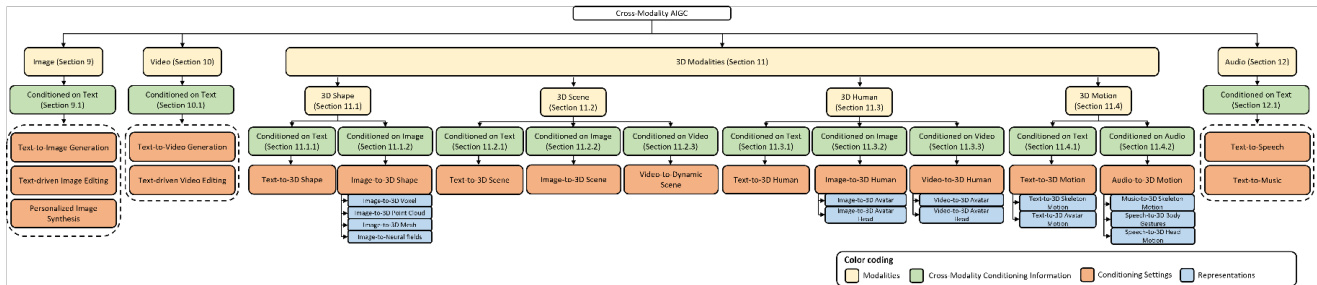 Cross-Modality AIGC
Image (Section 9)
Video (Section 10)
3D Modalities (Section 11)
Audio (Section 12)
Conditioned on Text
(Section 9.1)
Conditioned on Text
(Section 10.1)
3D Shape
(Section 11.1)
3D Scene
(Section 11.2)
3D Human
(Section 11.3)
3D Motion
(Section 11.4)
Conditioned on Text
(Section 12.1)
Text-to-Image Generation
Text-driven Image Editing
Personalized Image
Synthesis
Text-to-Video Generation
Text-driven Video Editing
Conditioned on Text
(Section 11.1.1)
Conditioned on Image
(Section 11.1.2)
Conditioned on Text
(Section 11.2.1)
Conditioned on Image
(Section 11.2.2)
Conditioned on Video
(Section 11.2.3)
Conditioned on Text
(Section 11.3.1)
Conditioned on Image
(Section 11.3.2)
Conditioned on Video
(Section 11.3.3)
Conditioned on Text
(Section 11.4.1)
Conditioned on Audio
(Section 11.4.2)
Text-to-Speech
Text-to-Music
Text-to-3D Shape
Image-to-3D Shape
Text-to-3D Scene
Image-to-3D Scene
Video-to-Dynamic
Scene
Text-to-3D Human
Image-to-3D Human
Video-to-3D Human
Text-to-3D Motion
Audio-to-3D Motion
Image-to-3D Voxel
Image-to-3D Point Cloud
Image-to-3D Mesh
Image-to-Neural fields
Image-to-3D Avatar
Image-to-3D Avatar
Head
Video-to-3D Avatar
Video-to-3D Avatar
Head
Text-to-3D Skeleton
Motion
Text-to-3D Avatar
Motion
Music-to-3D Skeleton
Motion
Speech-to-3D Body
Gestures
Speech-to-3D Head
Motion
Color coding
Modalities
Cross-Modality Conditioning Information
Conditioning Settings
Representations